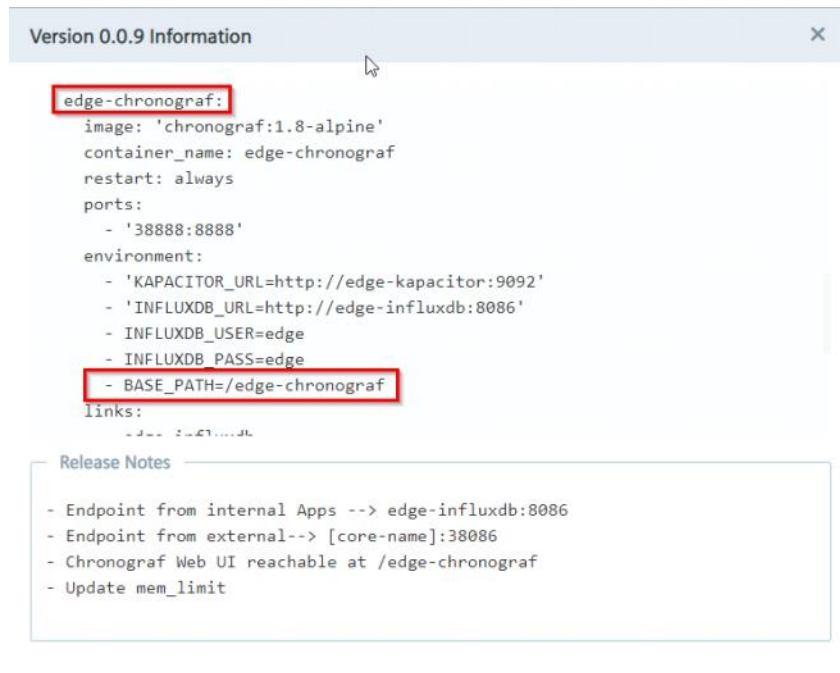 Version 0.0.9 Information
edge-chronograf:
image: 'chronograf:1.8-alpine'
container_name: edge-chronograf
restart: always
ports:
- '38888:8888'
environment:
- 'KAPACITOR_URL=http://edge-kapacitor:9092'
- 'INFLUXDB_URL=http://edge-influxdb:8086'
- INFLUXDB_USER=edge
- INFLUXDB_PASS=edge
- BASE_PATH=/edge-chronograf
links:
Release Notes
- Endpoint from internal Apps --> edge-influxdb:8086
- Endpoint from external--> [core-name]:38086
- Chronograf Web UI reachable at /edge-chronograf
- Update mem_limit